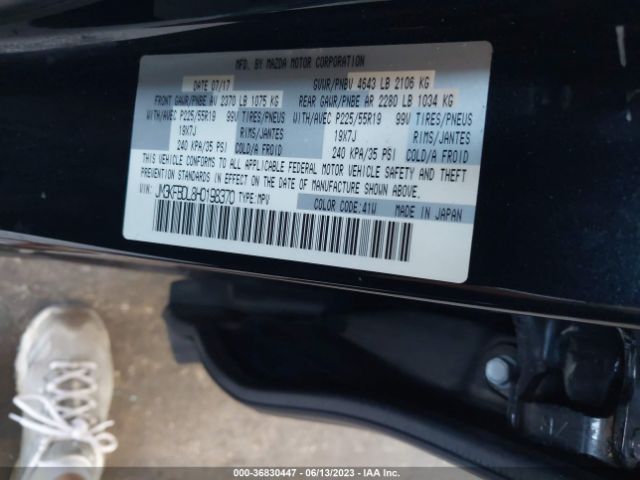 MFD. BY MAZDA MOTOR CORPORATION
DATE 07/17 GVWR/PNBV 4643 LB 2106 KG
FRONT GAWR/PNBE AV 2370 LB 1075 KG REAR GAWR/PNBE AR 2280 LB 1034 KG
WITH/AVEC P225/55R19 99V TIRES/PNEUS WITH/AVEC P225/55R19 99V TIRES/PNEUS
19X7J RIMS/JANTES 19X7J RIMS/JANTES
240 KPA/35 PSI COLD/A FROID 240 KPA/35 PSI COLD/A FROID
THIS VEHICLE CONFORMS TO ALL APPLICABLE FEDERAL MOTOR VEHICLE SAFETY AND THEFT
PREVENTION STANDARDS IN EFFECT ON THE DATE OF MANUFACTURE SHOWN ABOVE.
VIN: JM3KFBDL8H0198370 TYPE:MPV
COLOR CODE:41W MADE IN JAPAN
000-36830447 - 06/13/2023 - IAA Inc.